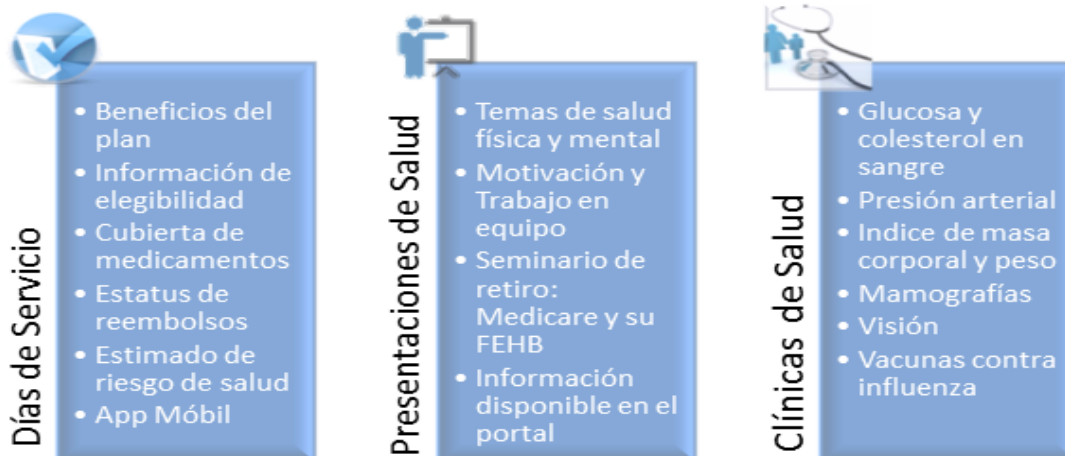 Días de Servicio
• Beneficios del
plan
• Información de
elegibilidad
• Cubierta de
medicamentos
• Estatus de
reembolsos
• Estimado de
riesgo de salud
• App Móbil
Presentaciones de Salud
• Temas de salud
física y mental
• Motivación y
Trabajo en
equipo
• Seminario de
retiro:
Medicare y su
FEHB
• Información
disponible en el
portal
Clínicas de Salud
• Glucosa y
colesterol en
sangre
• Presión arterial
• Indice de masa
corporal y peso
• Mamografías
• Visión
• Vacunas contra
influenza